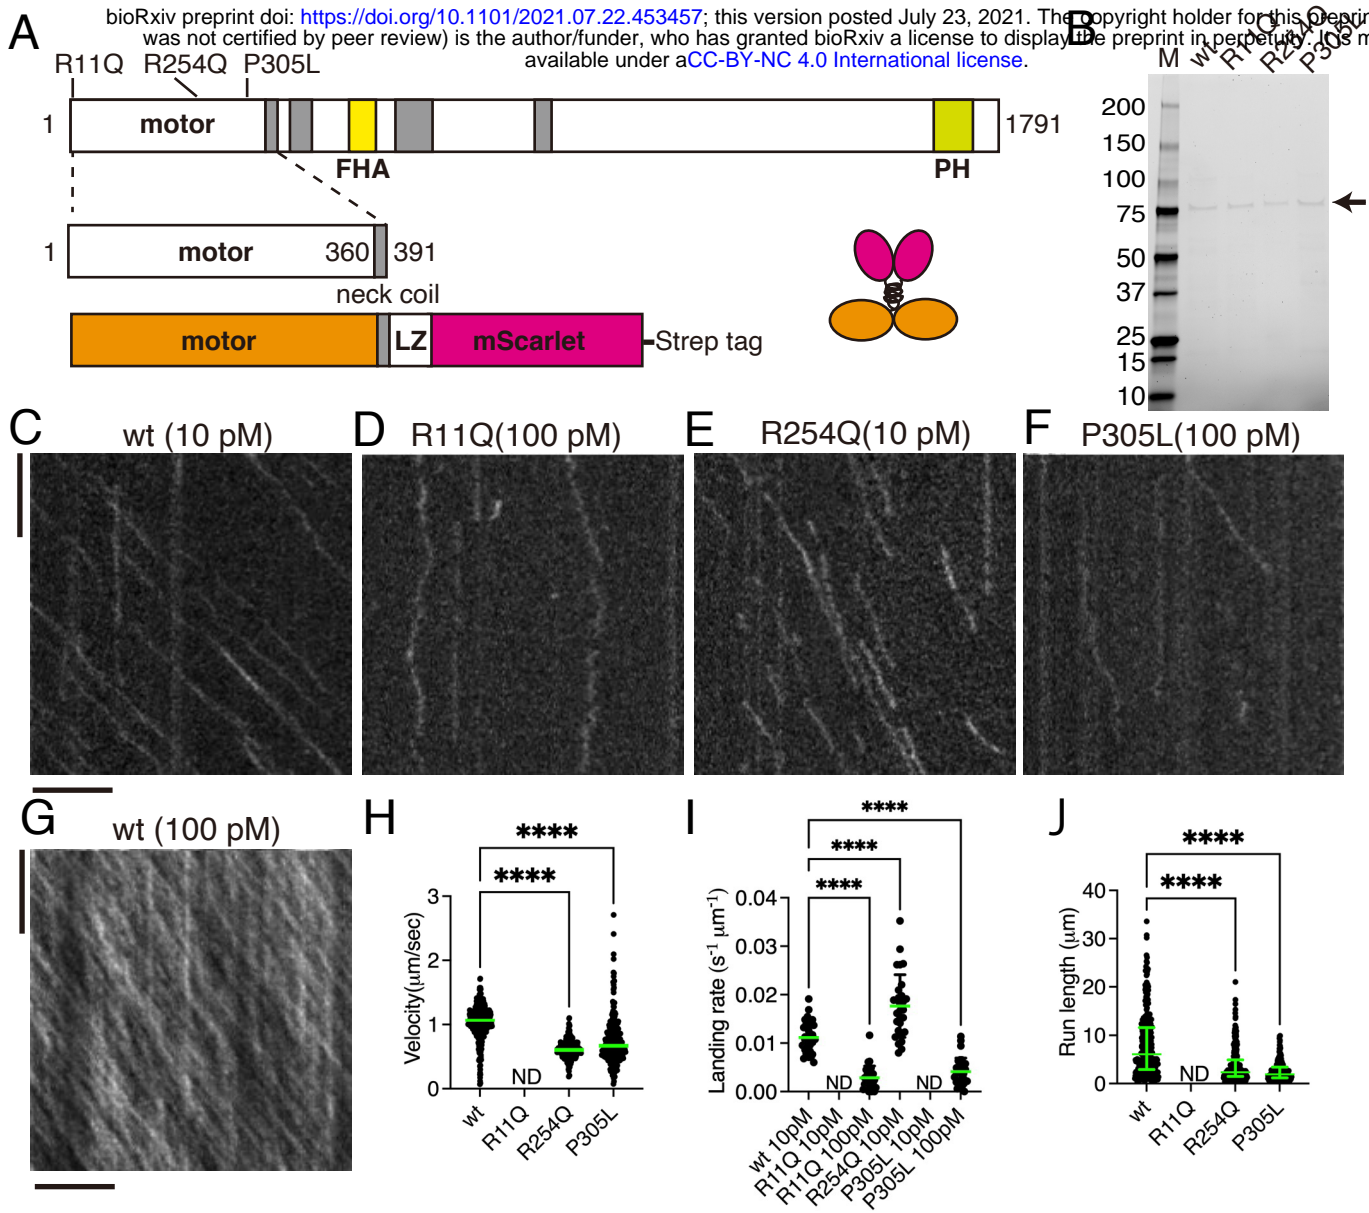 bioRxiv preprint doi: https://doi.org/10.1101/2021.07.22.453457; this version posted July 23, 2021. The copyright holder for this preprin
was not certified by peer review) is the author/funder, who has granted bioRxiv a license to display the preprint in perpetuity. It is m
available under aCC-BY-NC 4.0 International license.
A
R11Q R254Q P305L
1 motor 1791
FHA PH
1 motor 360 391
neck coil
motor LZ mScarlet Strep tag
B
M wt R11Q R254Q P305L
200
150
100
75
50
37
25
15
10
C wt (10 pM)
D R11Q(100 pM)
E R254Q(10 pM)
F P305L(100 pM)
G wt (100 pM)
H
**** 
****
Velocity(μm/sec)
3
2
1
0
ND
wt R11Q R254Q P305L
I
****
****
****
Landing rate (s-1 μm-1)
0.04
0.03
0.02
0.01
0.00
ND ND
wt 10pM
R11Q 10pM
R11Q 100pM
R254Q 10pM
P305L 10pM
P305L 100pM
J
****
****
Run length (μm)
40
30
20
10
0
ND
wt R11Q R254Q P305L